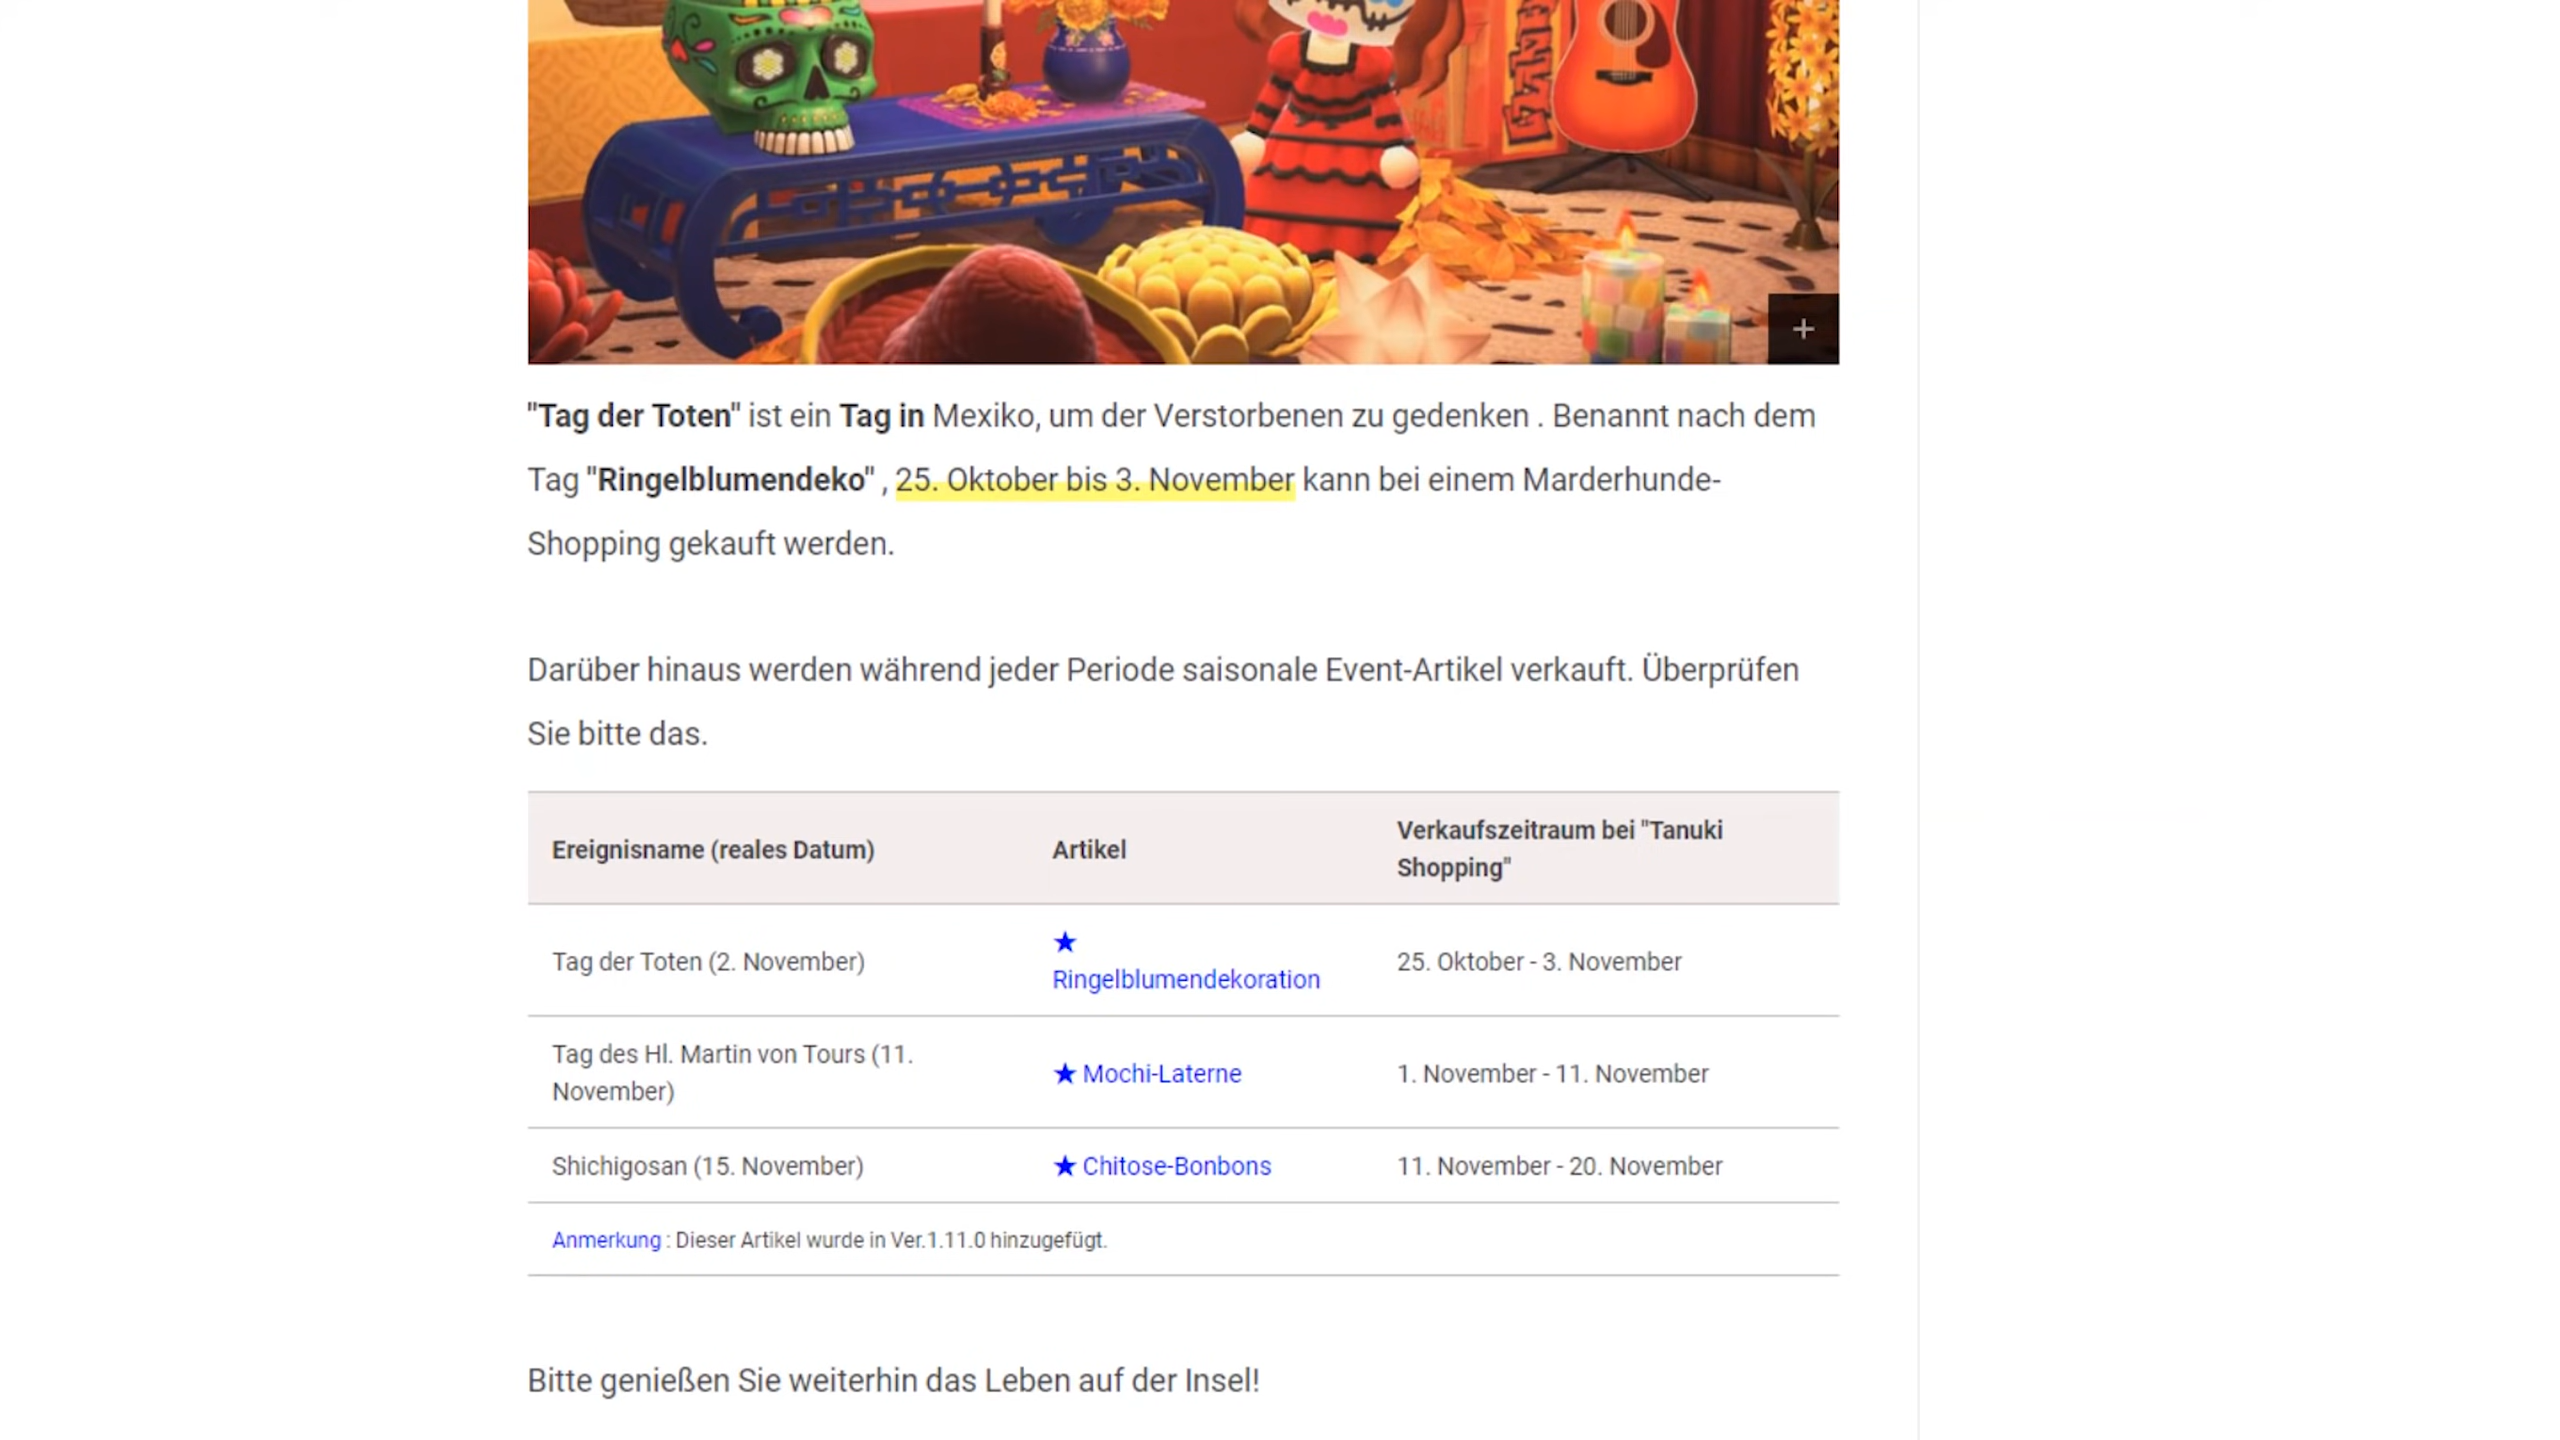 "Tag der Toten" ist ein Tag in Mexiko, um der Verstorbenen zu gedenken . Benannt nach dem
Tag "Ringelblumendeko" , 25. Oktober bis 3. November kann bei einem Marderhunde-
Shopping gekauft werden.
Darüber hinaus werden während jeder Periode saisonale Event-Artikel verkauft. Überprüfen
Sie bitte das.
Ereignisname (reales Datum)
Artikel
Verkaufszeitraum bei "Tanuki
Shopping"
Tag der Toten (2. November)
★
Ringelblumendekoration
25. Oktober - 3. November
Tag des Hl. Martin von Tours (11.
November)
★ Mochi-Laterne
1. November - 11. November
Shichigosan (15. November)
★ Chitose-Bonbons
11. November - 20. November
Anmerkung : Dieser Artikel wurde in Ver.1.11.0 hinzugefügt.
Bitte genießen Sie weiterhin das Leben auf der Insel!